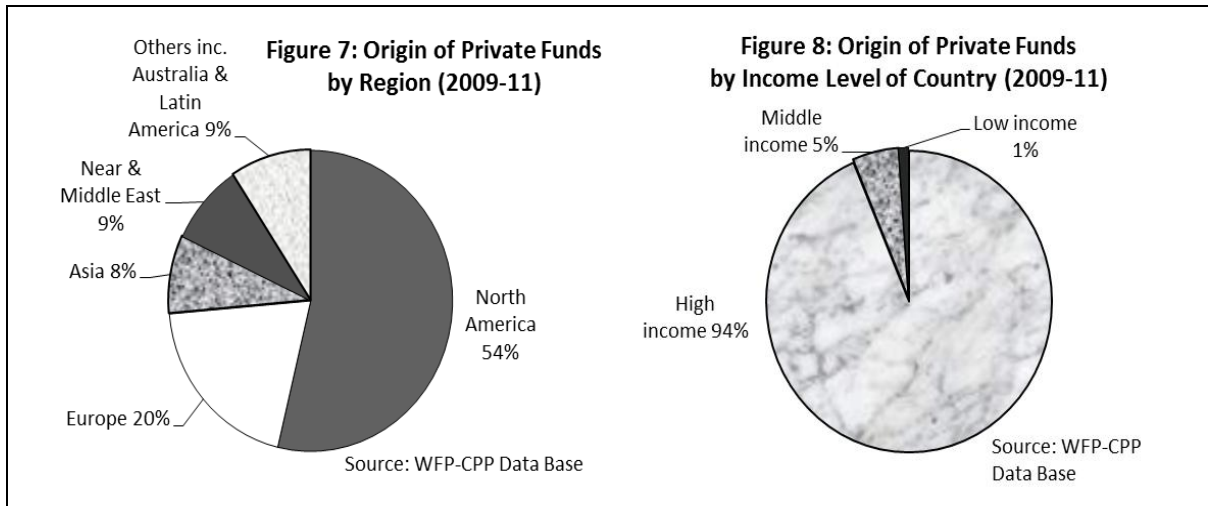 Figure 7: Origin of Private Funds
by Region (2009-11)
Others inc.
Australia &
Latin
America 9%
Near &
Middle East
9%
Asia 8%
Europe 20%
North
America
54%
Source: WFP-CPP Data Base
Figure 8: Origin of Private Funds
by Income Level of Country (2009-11)
Middle
income 5%
Low income
1%
High
income 94%
Source: WFP-CPP
Data Base